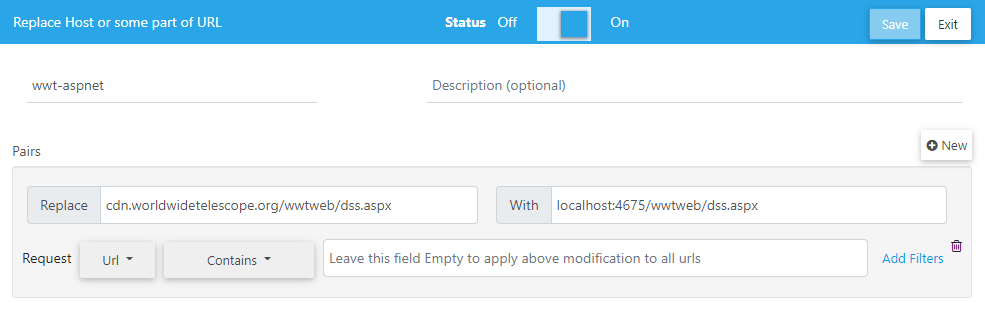 Replace Host or some part of URL Status Off On Save Exit
wwt-aspnet Description (optional)
Pairs New
Replace cdn.worldwidetelescope.org/wwtweb/dss.aspx With localhost:4675/wwtweb/dss.aspx
Request Url Contains Leave this field Empty to apply above modification to all urls Add Filters